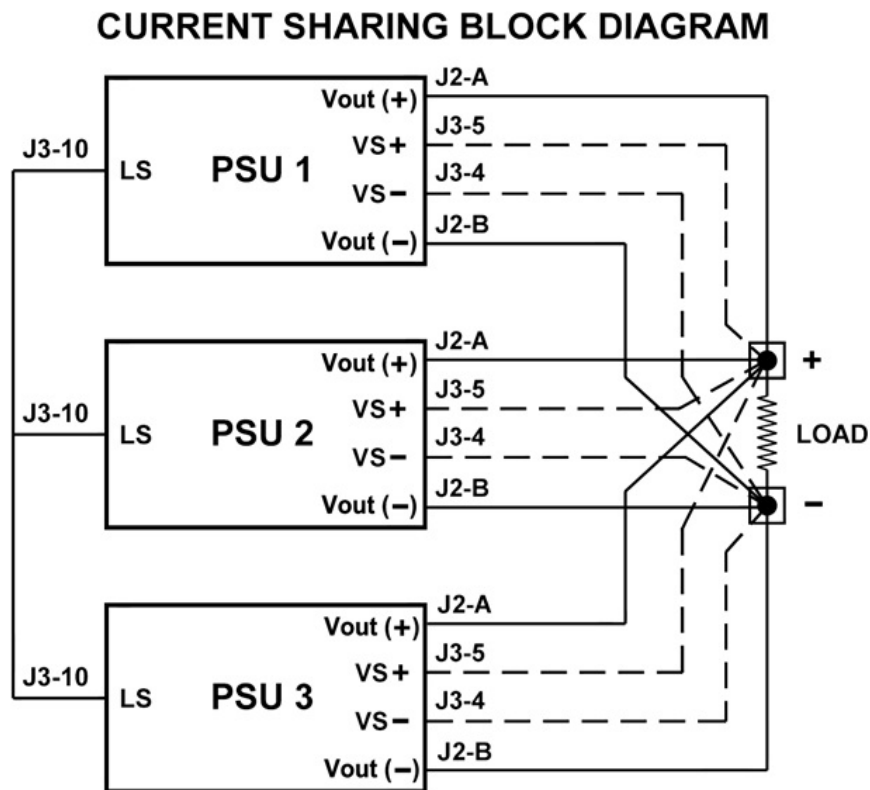 CURRENT SHARING BLOCK DIAGRAM
J2-A
Vout (+)
J3-5
J3-10
VS+
LS
PSU 1
J3-4
VS-
J2-B
Vout (-)
J2-A
Vout (+)
+
J3-5
J3-10
VS+
LS
PSU 2
LOAD
J3-4
VS-
J2-B
Vout (-)
-
J2-A
Vout (+)
J3-5
J3-10
VS+
LS
PSU 3
J3-4
VS-
J2-B
Vout (-)